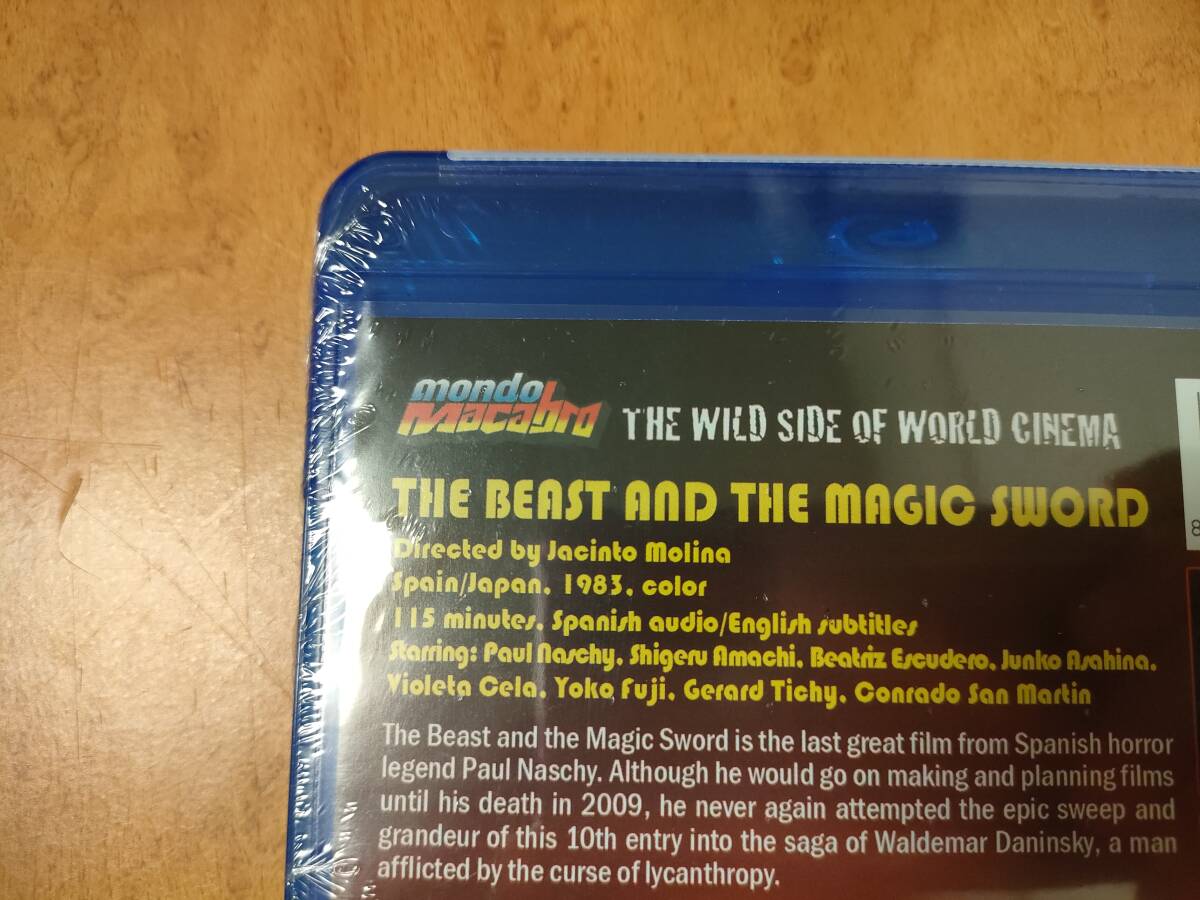 mondo
macabro
THE WILD SIDE OF WORLD CINEMA
THE BEAST AND THE MAGIC SWORD
Directed by Jacinto Molina
Spain/Japan, 1983, color
115 minutes, Spanish audio/English subtitles
Starring: Paul Naschy, Shigeru Amachi, Beatriz Escudero, Junko Asahina,
Violeta Cela, Yoko Fuji, Gerard Tichy, Conrado San Martin
The Beast and the Magic Sword is the last great film from Spanish horror
legend Paul Naschy. Although he would go on making and planning films
until his death in 2009, he never again attempted the epic sweep and
grandeur of this 10th entry into the saga of Waldemar Daninsky, a man
afflicted by the curse of lycanthropy.
8